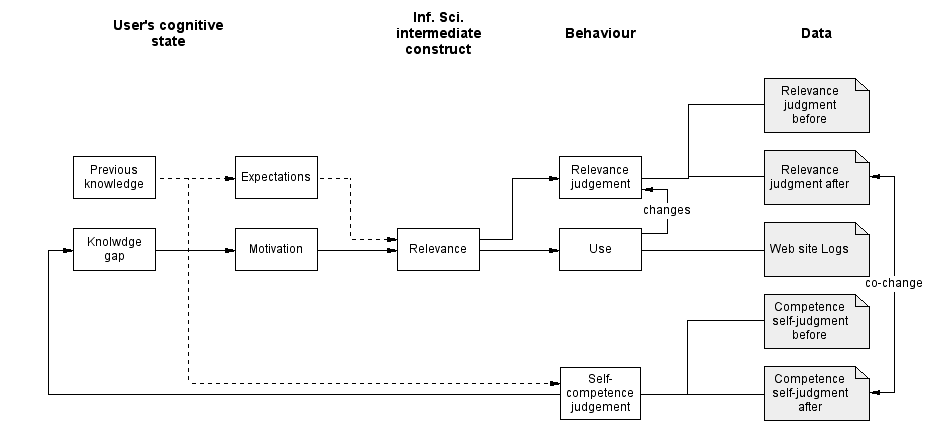 User's cognitive
state
Inf. Sci.
intermediate
construct
Behaviour
Data
Relevance
judgment
before
Previous
knowledge
Expectations
Relevance
judgement
Relevance
judgment after
changes
Knolwdge
gap
Motivation
Relevance
Use
Web site Logs
co-change
Competence
self-judgment
before
Self-
competence
judgement
Competence
self-judgment
after